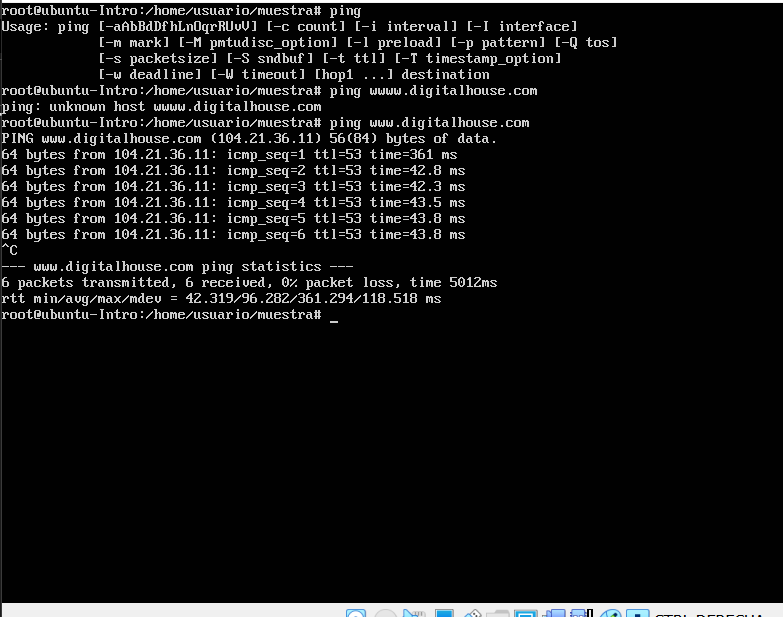 root@ubuntu-Intro:/home/usuario/muestra# ping
Usage: ping [-aAbBdDfhLnOqrRUvV] [-c count] [-i interval] [-I interface]
            [-m mark] [-M pmtudisc_option] [-l preload] [-p pattern] [-Q tos]
            [-s packetsize] [-S sndbuf] [-t ttl] [-T timestamp_option]
            [-w deadline] [-W timeout] [hop1 ...] destination
root@ubuntu-Intro:/home/usuario/muestra# ping wwww.digitalhouse.com
ping: unknown host wwww.digitalhouse.com
root@ubuntu-Intro:/home/usuario/muestra# ping www.digitalhouse.com
PING www.digitalhouse.com (104.21.36.11) 56(84) bytes of data.
64 bytes from 104.21.36.11: icmp_seq=1 ttl=53 time=361 ms
64 bytes from 104.21.36.11: icmp_seq=2 ttl=53 time=42.8 ms
64 bytes from 104.21.36.11: icmp_seq=3 ttl=53 time=42.3 ms
64 bytes from 104.21.36.11: icmp_seq=4 ttl=53 time=43.5 ms
64 bytes from 104.21.36.11: icmp_seq=5 ttl=53 time=43.8 ms
64 bytes from 104.21.36.11: icmp_seq=6 ttl=53 time=43.8 ms
^C
--- www.digitalhouse.com ping statistics ---
6 packets transmitted, 6 received, 0% packet loss, time 5012ms
rtt min/avg/max/mdev = 42.319/96.282/361.294/118.518 ms
root@ubuntu-Intro:/home/usuario/muestra# _
CTRL DERECHA